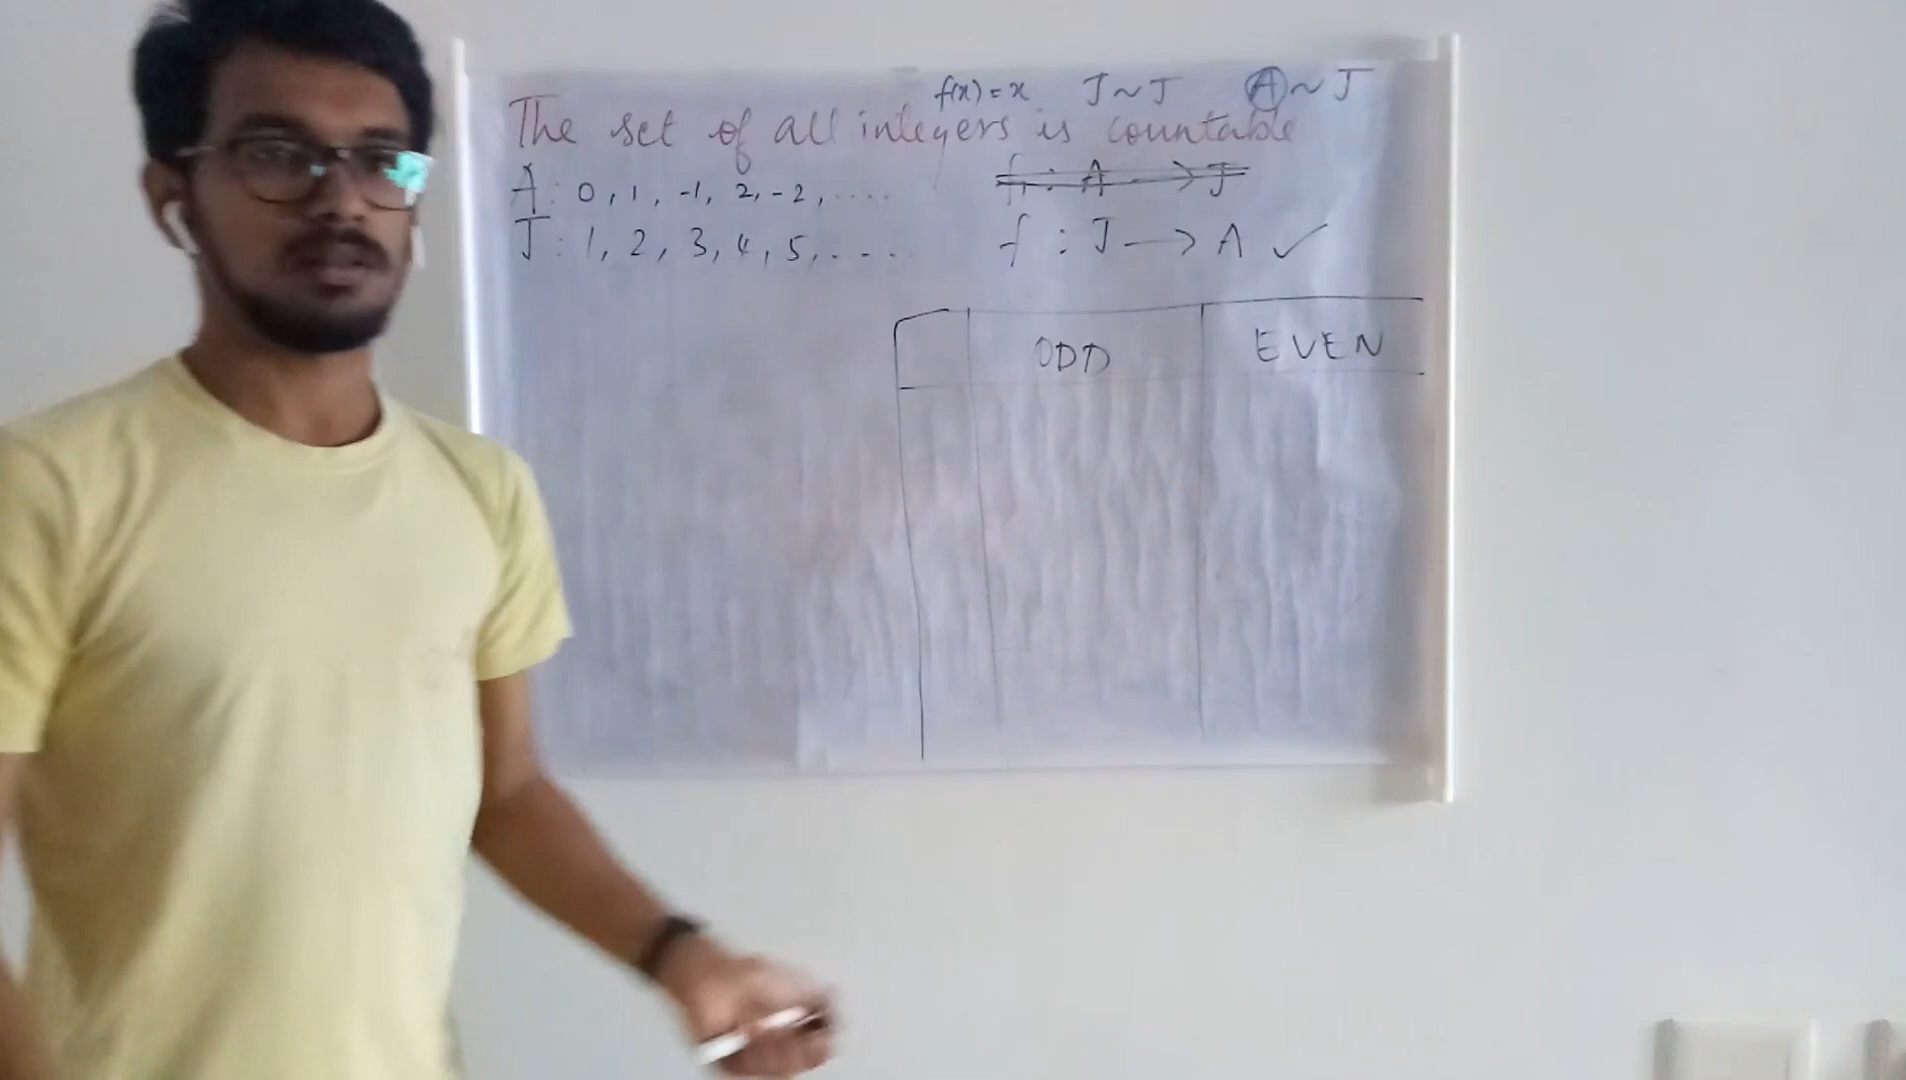 f(x) = x J ~ J A ~ J
The set of all integers is countable
A : 0, 1, -1, 2, -2, ....
f : A → J
J : 1, 2, 3, 4, 5, ....
f : J → A ✓
ODD EVEN